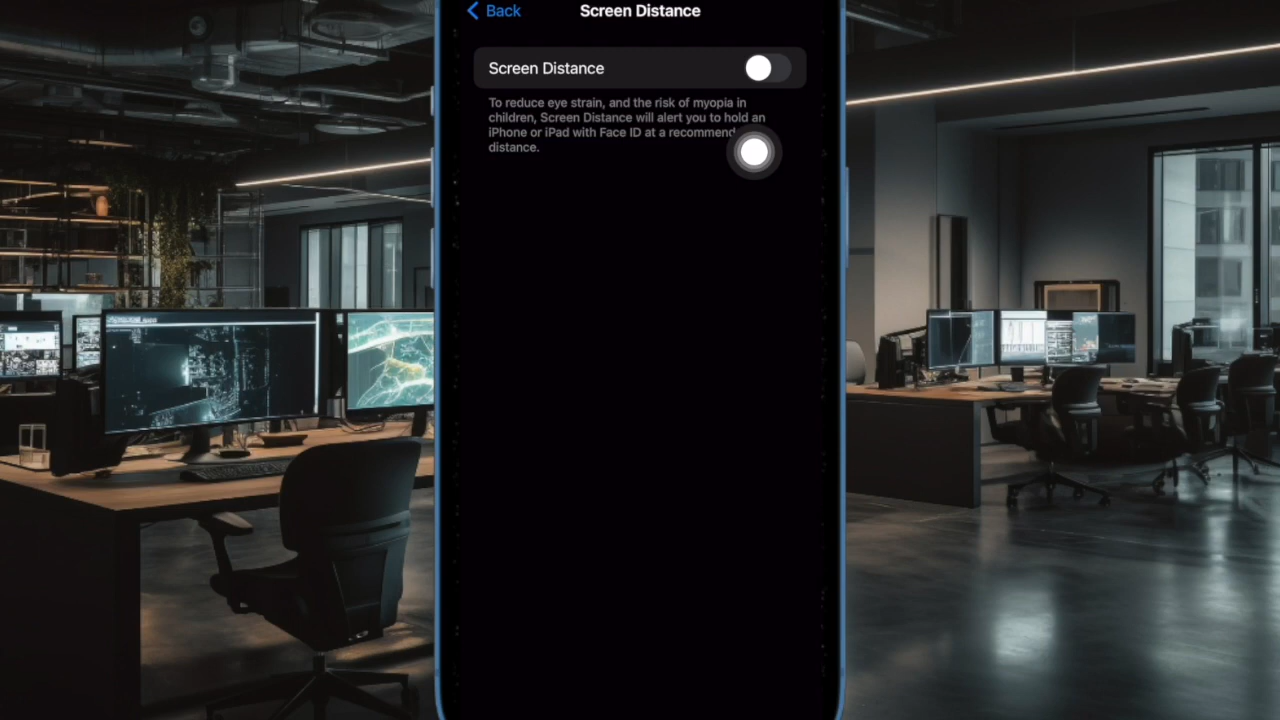 Back
Screen Distance
Screen Distance
To reduce eye strain, and the risk of myopia in
children, Screen Distance will alert you to hold an
iPhone or iPad with Face ID at a recommend
distance.